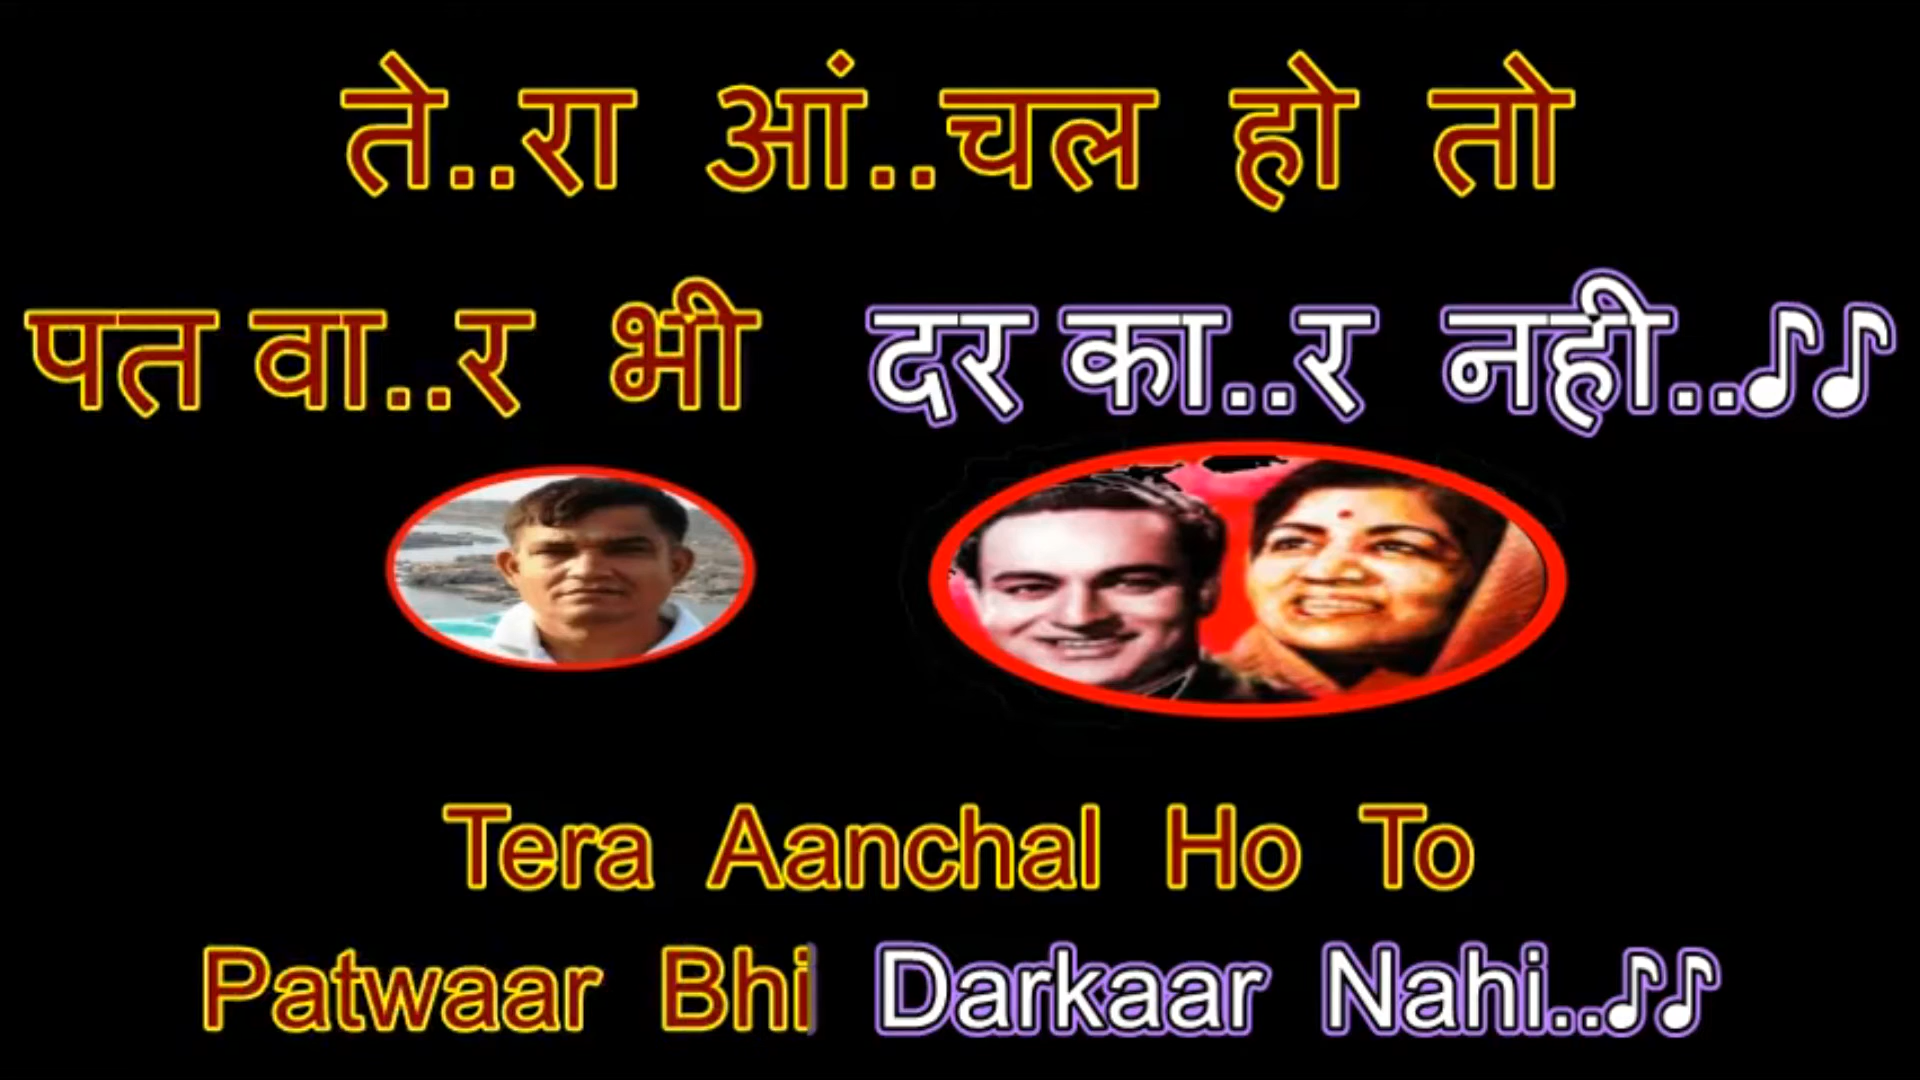 ते..रा आं..चल हो तो
पत वा..र भी दर का..र नही..♪♪
Tera Aanchal Ho To
Patwaar Bhi Darkaar Nahi..♪♪